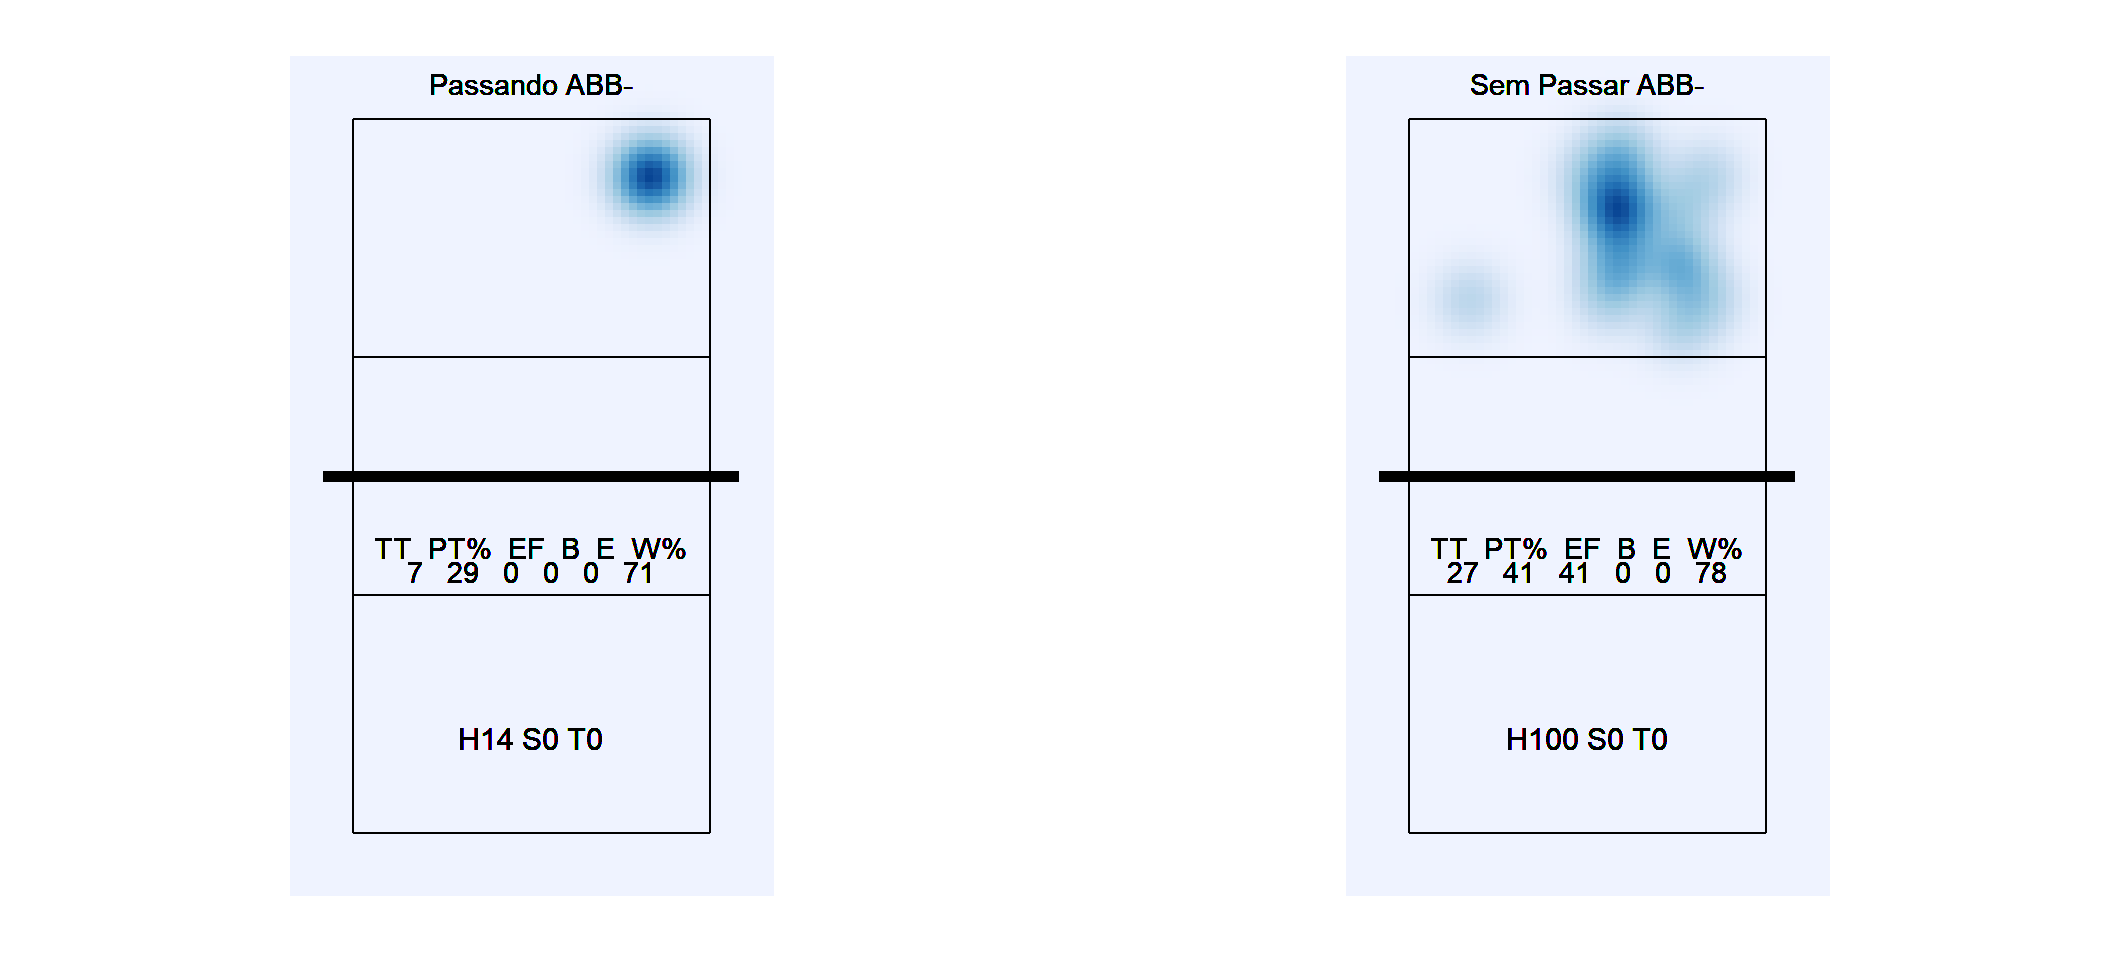 Passando ABB-
TT PT% EF B E W%
7 29 0 0 0 71
H14 S0 T0
Sem Passar ABB-
TT PT% EF B E W%
27 41 41 0 0 78
H100 S0 T0